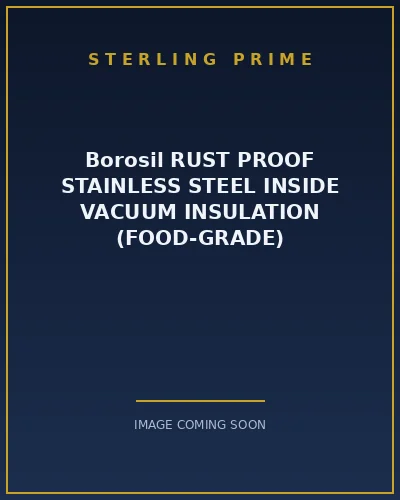 STERLING PRIME
Borosil RUST PROOF
STAINLESS STEEL INSIDE
VACUUM INSULATION
(FOOD-GRADE)
IMAGE COMING SOON